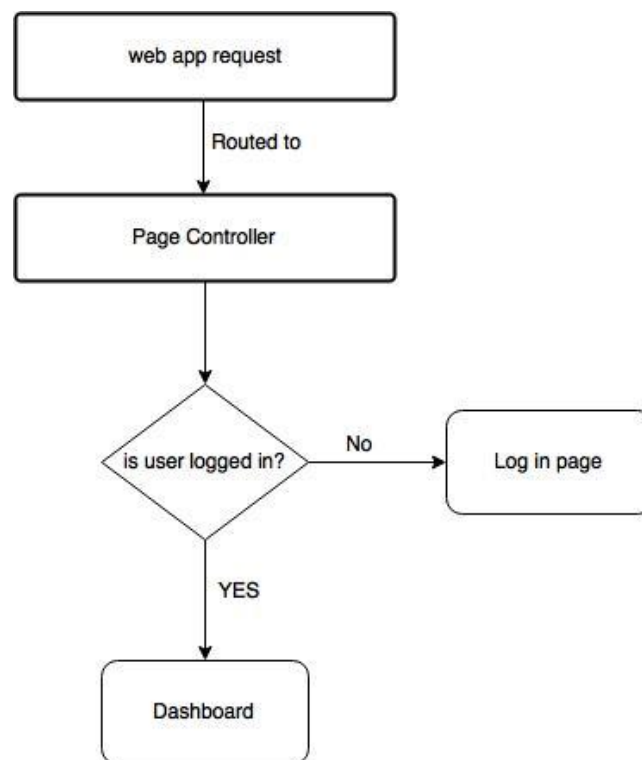 web app request
Routed to
Page Controller
is user logged in?
No
Log in page
YES
Dashboard